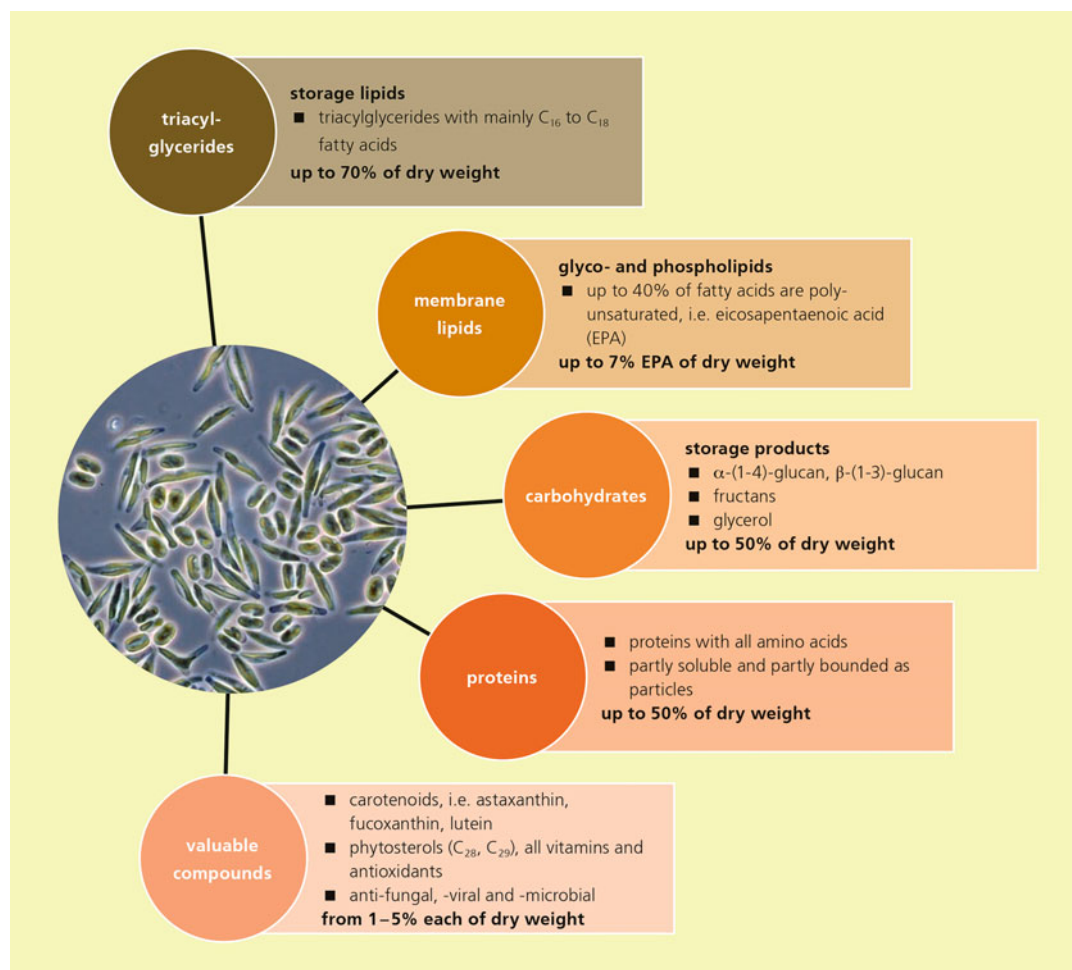 triacyl-
glycerides
storage lipids
■ triacylglycerides with mainly C₁₆ to C₁₈
fatty acids
up to 70% of dry weight
membrane
lipids
glyco- and phospholipids
■ up to 40% of fatty acids are poly-
unsaturated, i.e. eicosapentaenoic acid
(EPA)
up to 7% EPA of dry weight
carbohydrates
storage products
■ α-(1-4)-glucan, β-(1-3)-glucan
■ fructans
■ glycerol
up to 50% of dry weight
proteins
■ proteins with all amino acids
■ partly soluble and partly bounded as
particles
up to 50% of dry weight
valuable
compounds
■ carotenoids, i.e. astaxanthin,
fucoxanthin, lutein
■ phytosterols (C₂₈, C₂₉), all vitamins and
antioxidants
■ anti-fungal, -viral and -microbial
from 1–5% each of dry weight